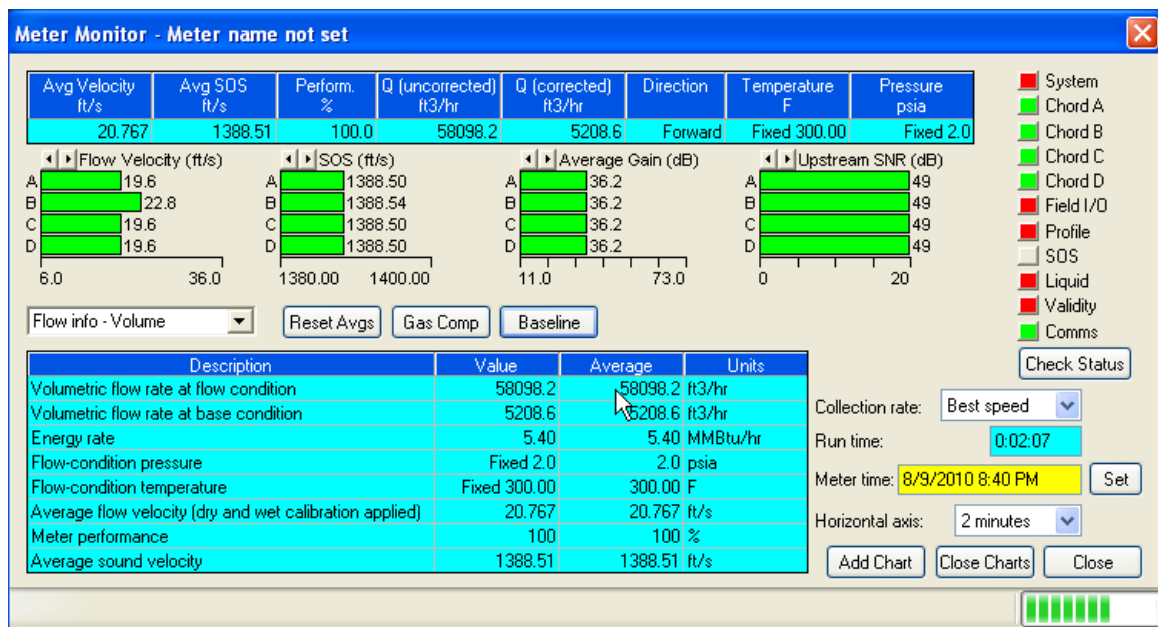 Meter Monitor - Meter name not set
Avg Velocity ft/s Avg SOS ft/s Perform. % Q (uncorrected) ft3/hr Q (corrected) ft3/hr Direction Temperature F Pressure psia
20.767 1388.51 100.0 58098.2 5208.6 Forward Fixed 300.00 Fixed 2.0
Flow Velocity (ft/s)
A 19.6
B 22.8
C 19.6
D 19.6
6.0 36.0
SOS (ft/s)
A 1388.50
B 1388.54
C 1388.50
D 1388.50
1380.00 1400.00
Average Gain (dB)
A 36.2
B 36.2
C 36.2
D 36.2
11.0 73.0
Upstream SNR (dB)
A 49
B 49
C 49
D 49
0 20
System
Chord A
Chord B
Chord C
Chord D
Field I/O
Profile
SOS
Liquid
Validity
Comms
Check Status
Flow info - Volume Reset Avgs Gas Comp Baseline
Description Value Average Units
Volumetric flow rate at flow condition 58098.2 58098.2 ft3/hr
Volumetric flow rate at base condition 5208.6 5208.6 ft3/hr
Energy rate 5.40 5.40 MMBtu/hr
Flow-condition pressure Fixed 2.0 2.0 psia
Flow-condition temperature Fixed 300.00 300.00 F
Average flow velocity (dry and wet calibration applied) 20.767 20.767 ft/s
Meter performance 100 100 %
Average sound velocity 1388.51 1388.51 ft/s
Collection rate: Best speed
Run time: 0:02:07
Meter time: 8/9/2010 8:40 PM Set
Horizontal axis: 2 minutes
Add Chart Close Charts Close